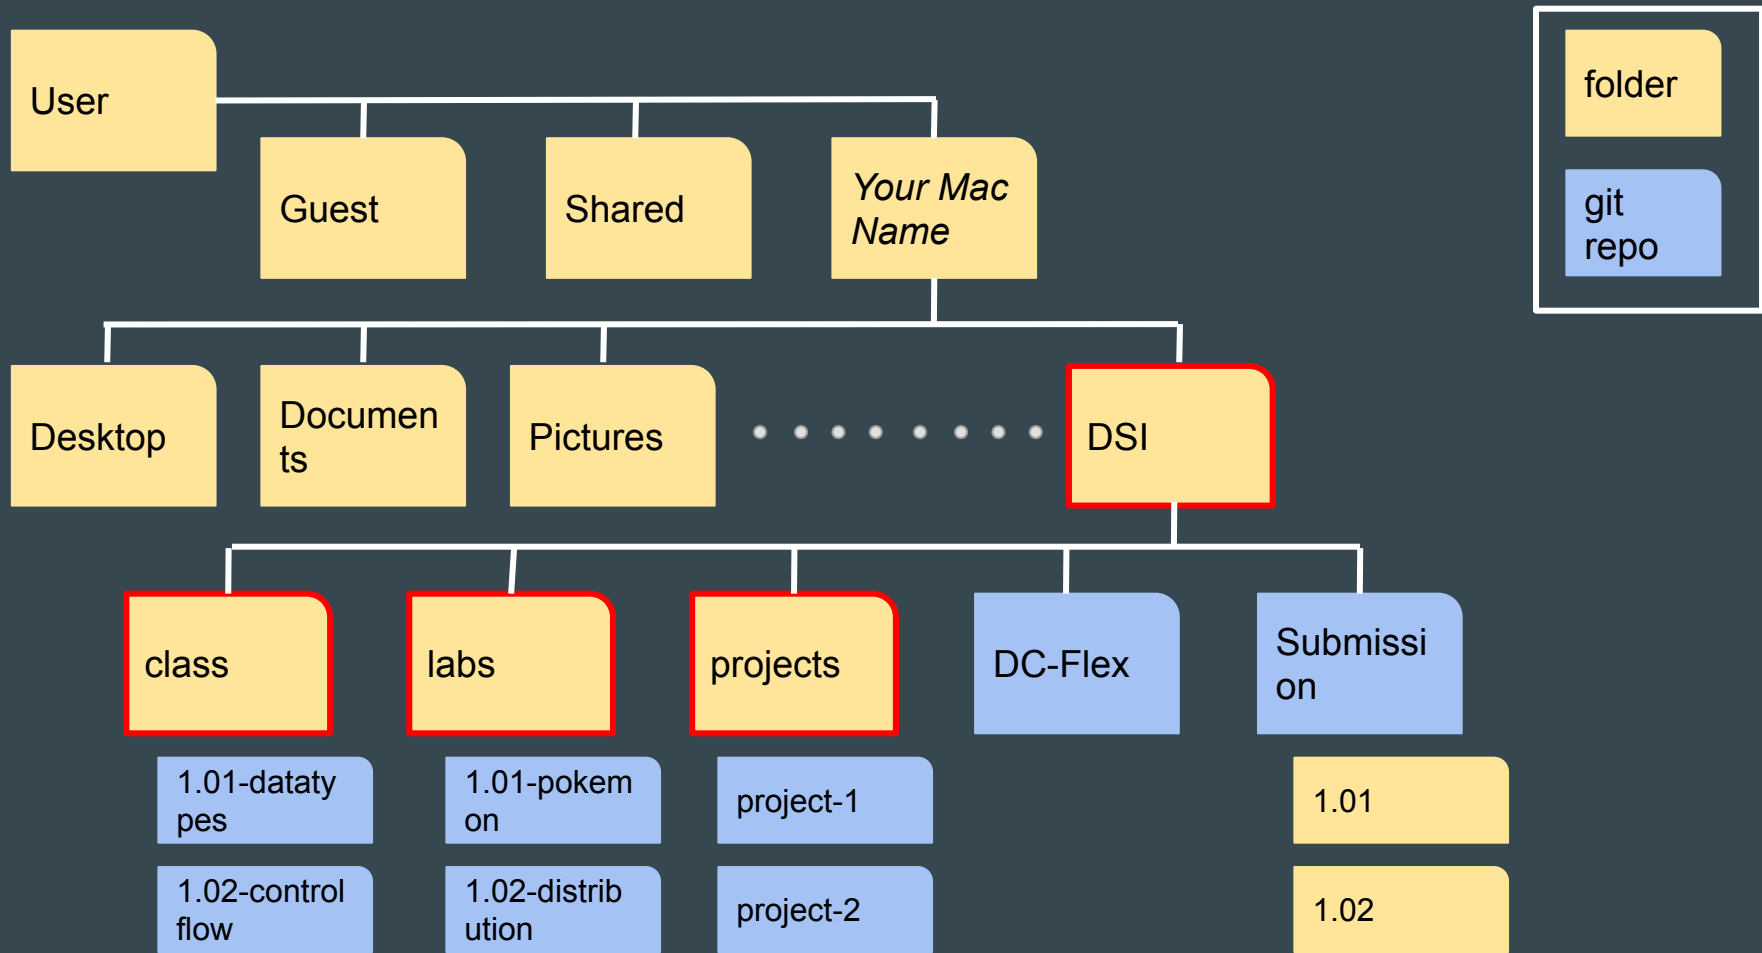 User
folder
Guest
Shared
Your Mac
Name
git
repo
Desktop
Documen
ts
Pictures
DSI
class
labs
projects
DC-Flex
Submissi
on
1.01-dataty
pes
1.01-pokem
on
project-1
1.01
1.02-control
flow
1.02-distrib
ution
project-2
1.02